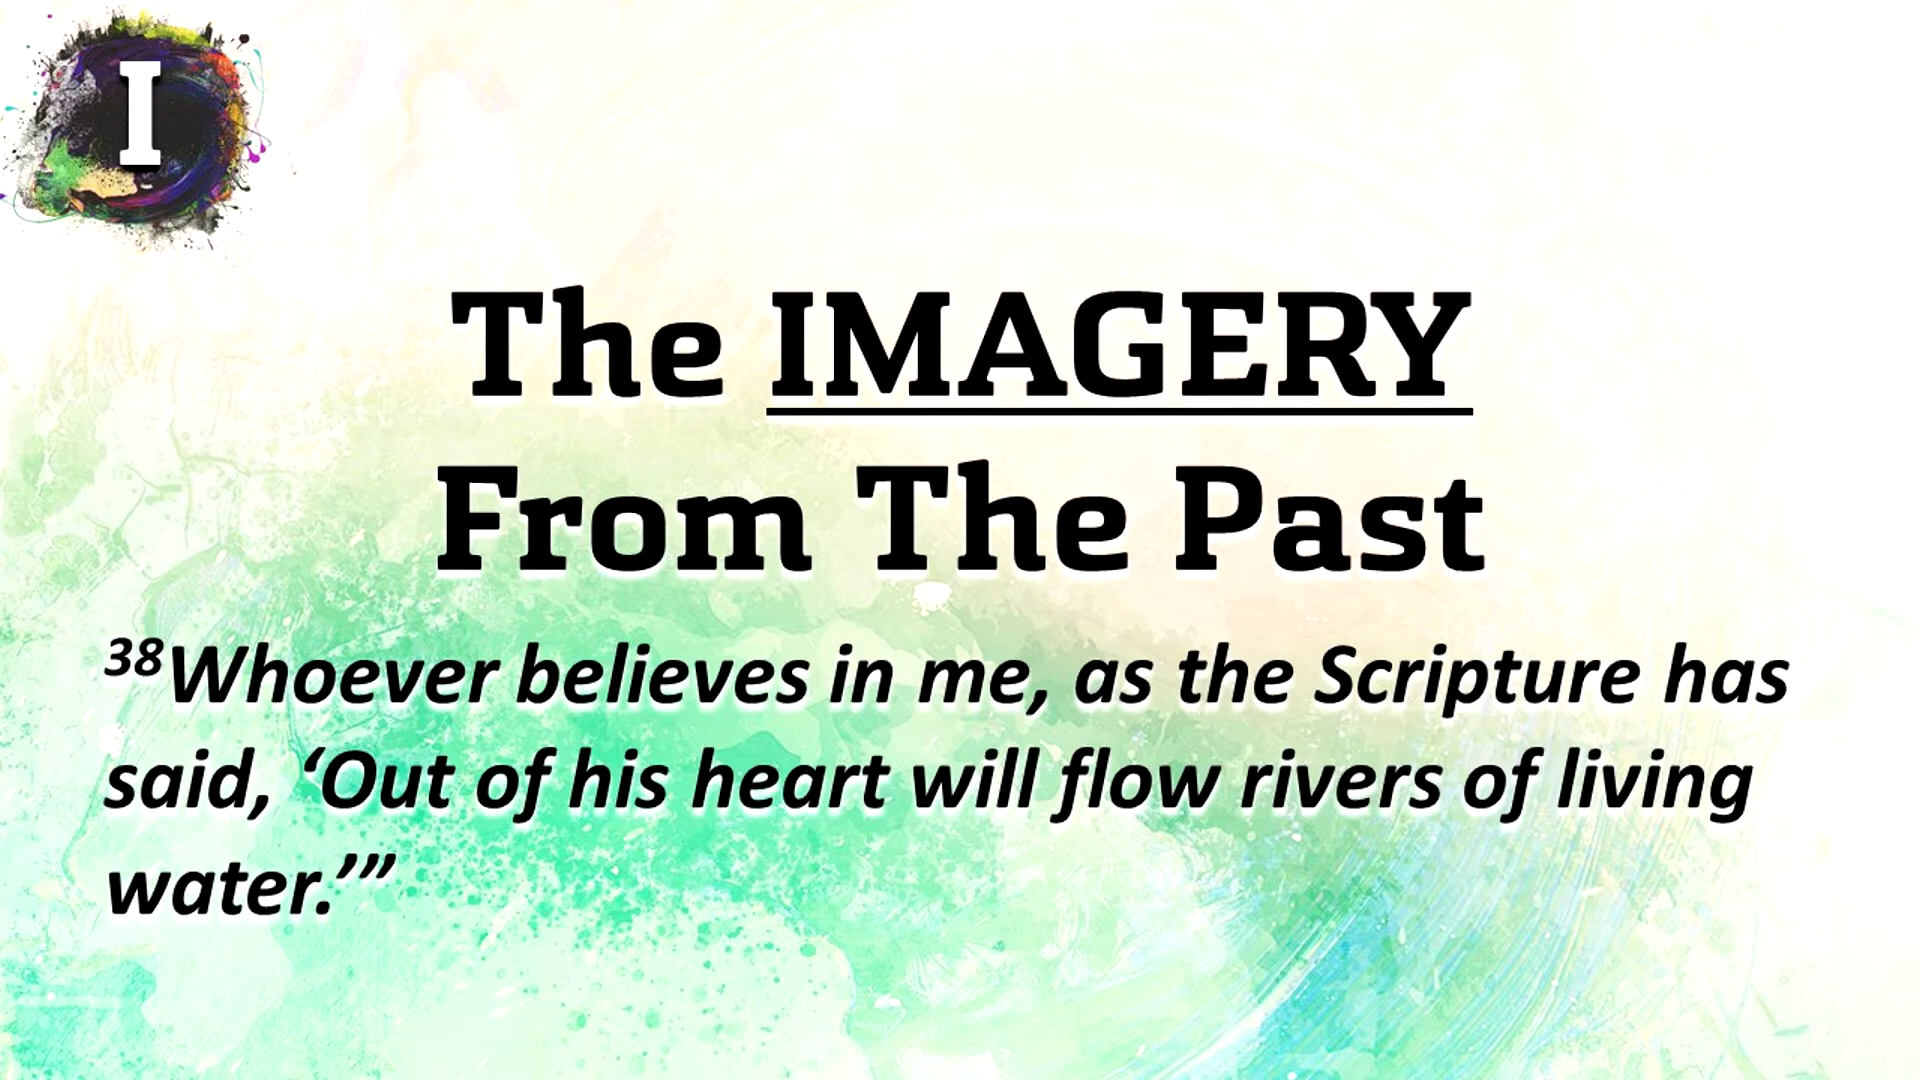 I
The IMAGERY
From The Past
³⁸Whoever believes in me, as the Scripture has
said, ‘Out of his heart will flow rivers of living
water.’”